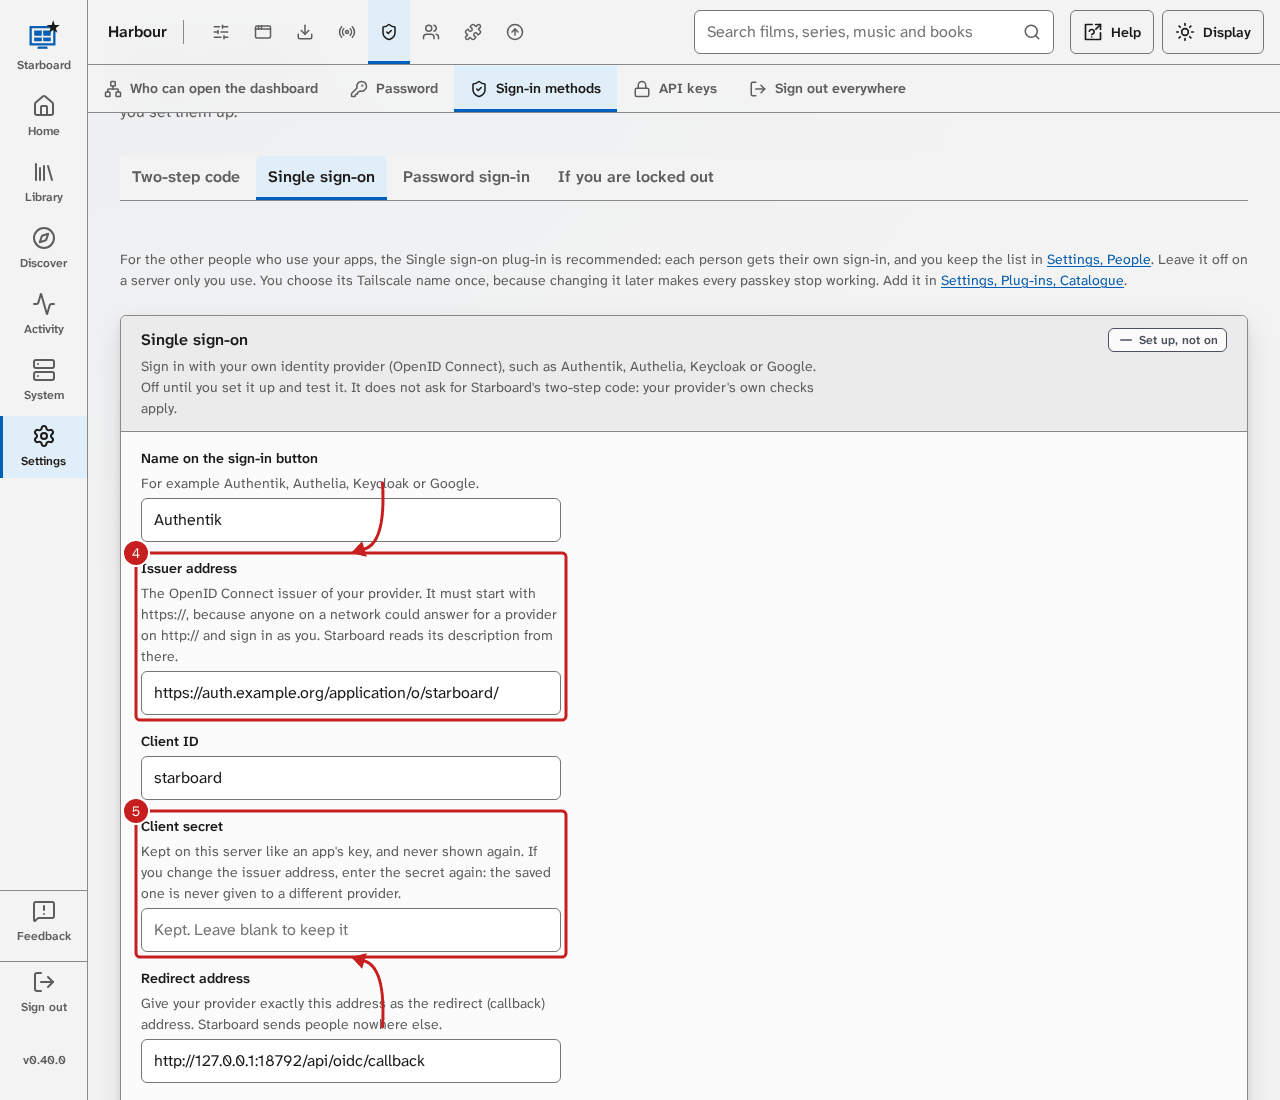 Starboard
Home
Library
Discover
Activity
System
Settings
Feedback
Sign out
v0.40.0
Harbour
Search films, series, music and books
Help
Display
Who can open the dashboard
Password
Sign-in methods
API keys
Sign out everywhere
you set them up.
Two-step code
Single sign-on
Password sign-in
If you are locked out
For the other people who use your apps, the Single sign-on plug-in is recommended: each person gets their own sign-in, and you keep the list in Settings, People. Leave it off on
a server only you use. You choose its Tailscale name once, because changing it later makes every passkey stop working. Add it in Settings, Plug-ins, Catalogue.
Single sign-on
Set up, not on
Sign in with your own identity provider (OpenID Connect), such as Authentik, Authelia, Keycloak or Google.
Off until you set it up and test it. It does not ask for Starboard's two-step code: your provider's own checks
apply.
Name on the sign-in button
For example Authentik, Authelia, Keycloak or Google.
Authentik
4
Issuer address
The OpenID Connect issuer of your provider. It must start with
https://, because anyone on a network could answer for a provider
on http:// and sign in as you. Starboard reads its description from
there.
https://auth.example.org/application/o/starboard/
Client ID
starboard
5
Client secret
Kept on this server like an app's key, and never shown again. If
you change the issuer address, enter the secret again: the saved
one is never given to a different provider.
Kept. Leave blank to keep it
Redirect address
Give your provider exactly this address as the redirect (callback)
address. Starboard sends people nowhere else.
http://127.0.0.1:18792/api/oidc/callback